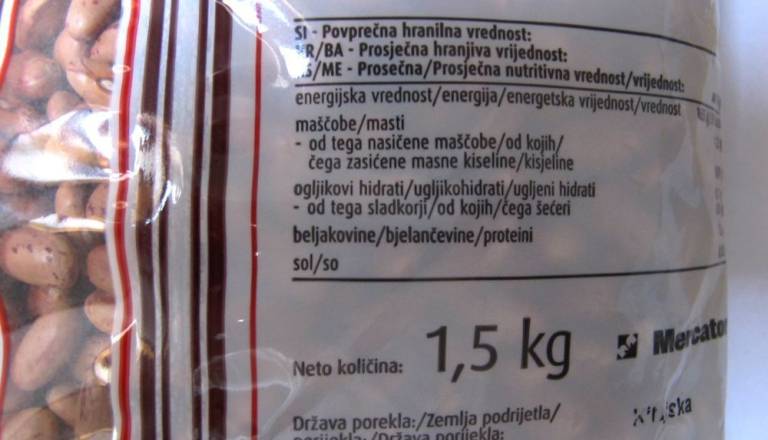 SI - Povprečna hranilna vrednost:
HR/BA - Prosječna hranjiva vrijednost:
RS/ME - Prosečna/Prosječna nutritivna vrednost/vrijednost:
energijska vrednost/energija/energetska vrijednost/vrednost
maščobe/masti
- od tega nasičene maščobe/od kojih/
čega zasićene masne kiseline/kisjeline
ogljikovi hidrati/ugljikohidrati/ugljeni hidrati
- od tega sladkorji/od kojih/čega šećeri
beljakovine/bjelančevine/proteini
sol/so
Neto količina: 1,5 kg
Mercator
Država porekla:/Zemlja podrijetla/
porijekla:/Država porijekla: